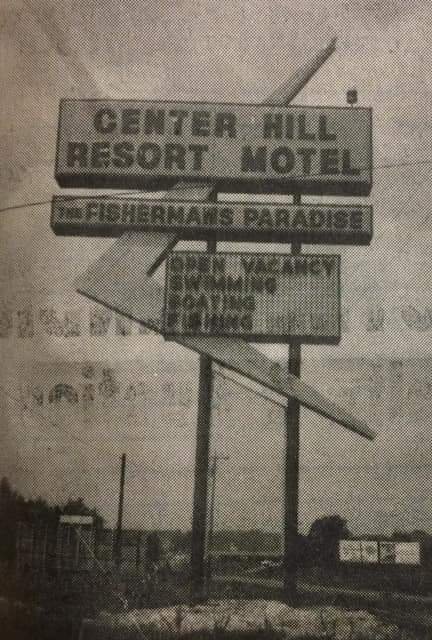 CENTER HILL
RESORT MOTEL
THE FISHERMANS PARADISE
OPEN VACANCY
SWIMMING
BOATING
FISHING